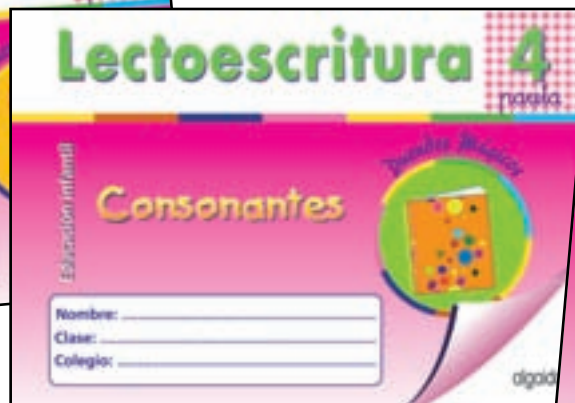 Lectoescritura 4
pauta
Duendes Mágicos
Educación infantil
Consonantes
Nombre:
Clase:
Colegio:
algaida